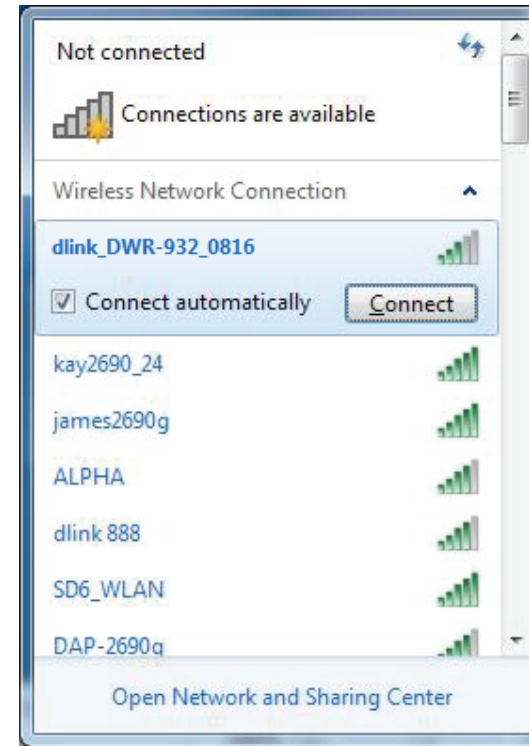 Not connected
Connections are available
Wireless Network Connection
dlink_DWR-932_0816
Connect automatically Connect
kay2690_24
james2690g
ALPHA
dlink 888
SD6_WLAN
DAP-2690g
Open Network and Sharing Center